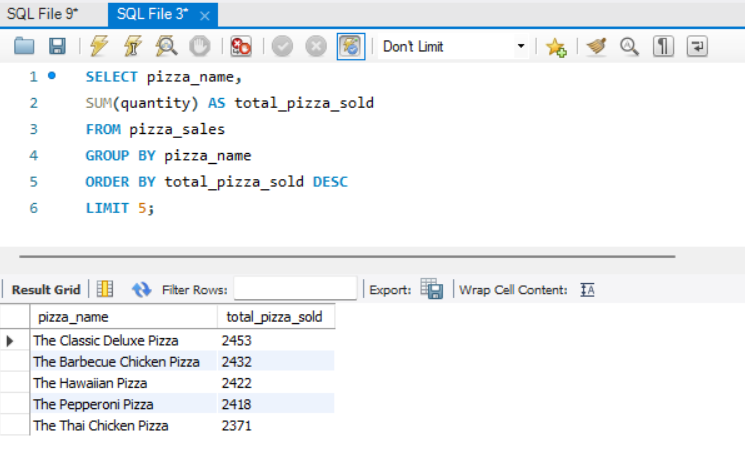 SQL File 9*
SQL File 3*
Don't Limit
1 SELECT pizza_name,
2 SUM(quantity) AS total_pizza_sold
3 FROM pizza_sales
4 GROUP BY pizza_name
5 ORDER BY total_pizza_sold DESC
6 LIMIT 5;
Result Grid Filter Rows: Export: Wrap Cell Content: IA
pizza_name total_pizza_sold
The Classic Deluxe Pizza 2453
The Barbecue Chicken Pizza 2432
The Hawaiian Pizza 2422
The Pepperoni Pizza 2418
The Thai Chicken Pizza 2371